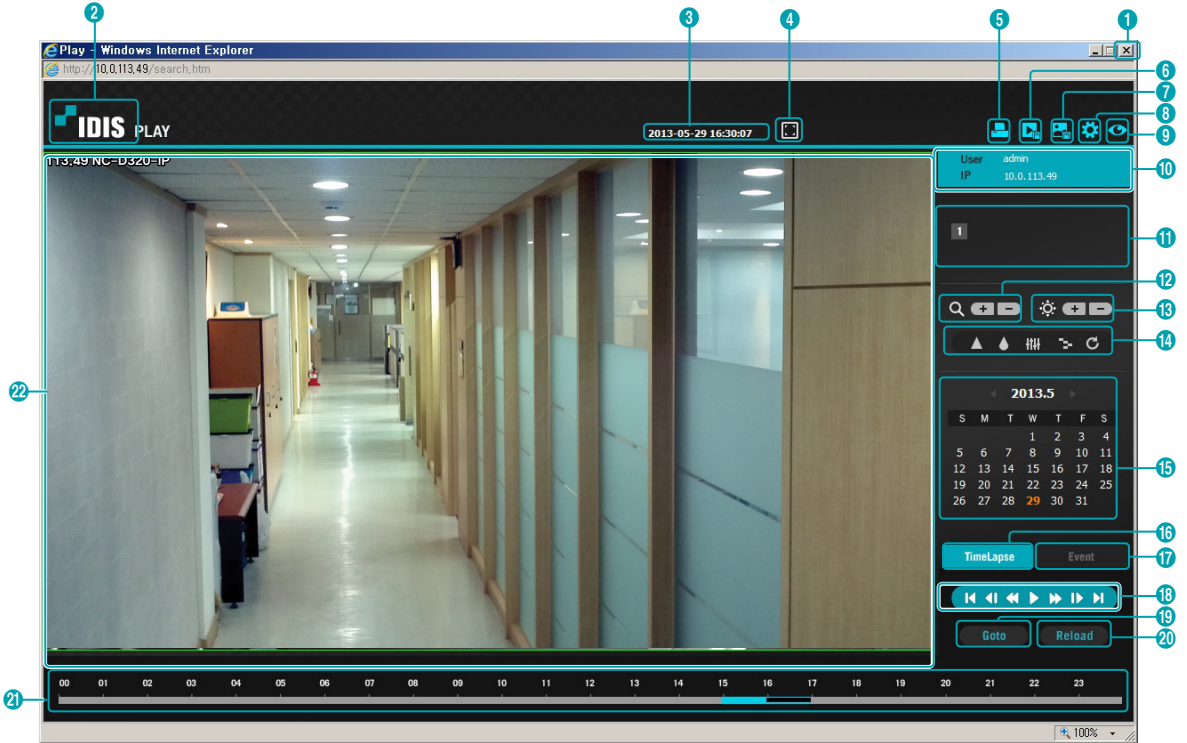 2
3
4
5
1
Play - Windows Internet Explorer
http://10.0.113.49/search.htm
6
7
8
9
IDIS PLAY
2013-05-29 16:30:07
113.49 NC-D320-IP
User admin
IP 10.0.113.49
10
1
11
12
13
14
2013.5
S M T W T F S
1 2 3 4
5 6 7 8 9 10 11
12 13 14 15 16 17 18
19 20 21 22 23 24 25
26 27 28 29 30 31
15
22
16
TimeLapse Event
17
18
19
Goto Reload
20
00 01 02 03 04 05 06 07 08 09 10 11 12 13 14 15 16 17 18 19 20 21 22 23
21
100%